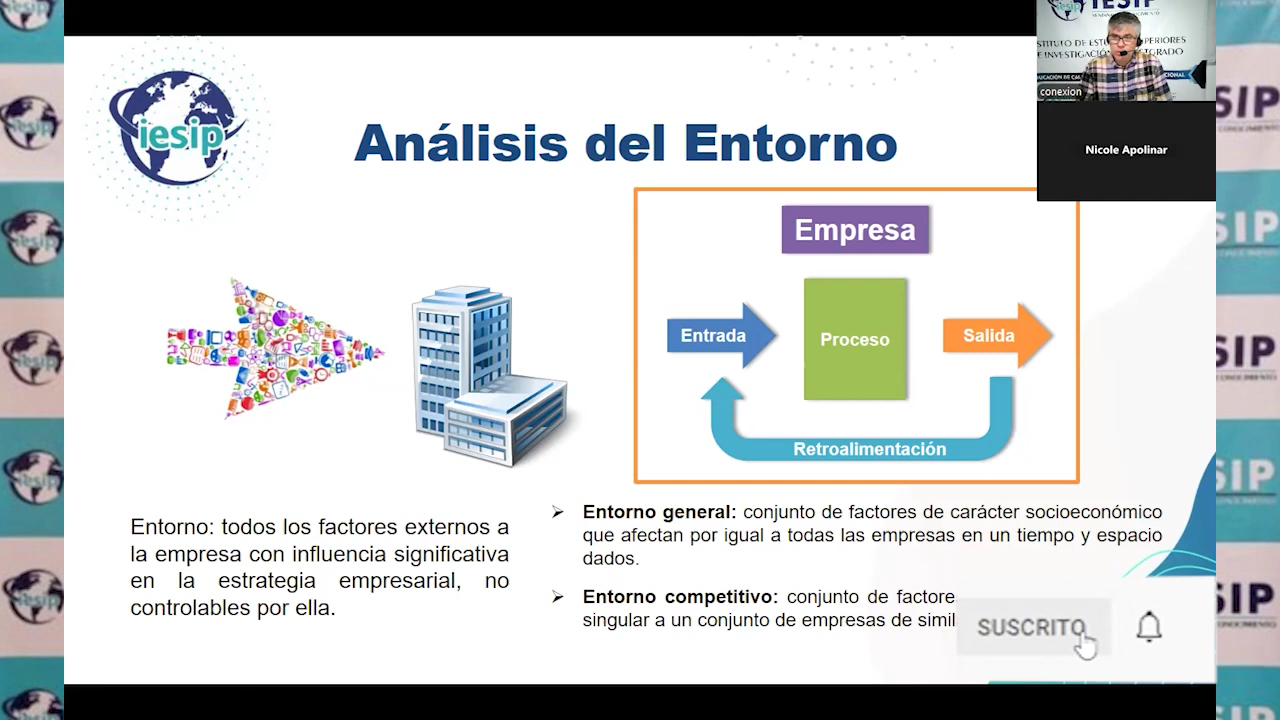 iesip
Análisis del Entorno
conexion
Nicole Apolinar
Empresa
Entrada
Proceso
Salida
Retroalimentación
Entorno: todos los factores externos a
la empresa con influencia significativa
en la estrategia empresarial, no
controlables por ella.
➢ Entorno general: conjunto de factores de carácter socioeconómico
que afectan por igual a todas las empresas en un tiempo y espacio
dados.
➢ Entorno competitivo: conjunto de factore
singular a un conjunto de empresas de simil
SUSCRITO